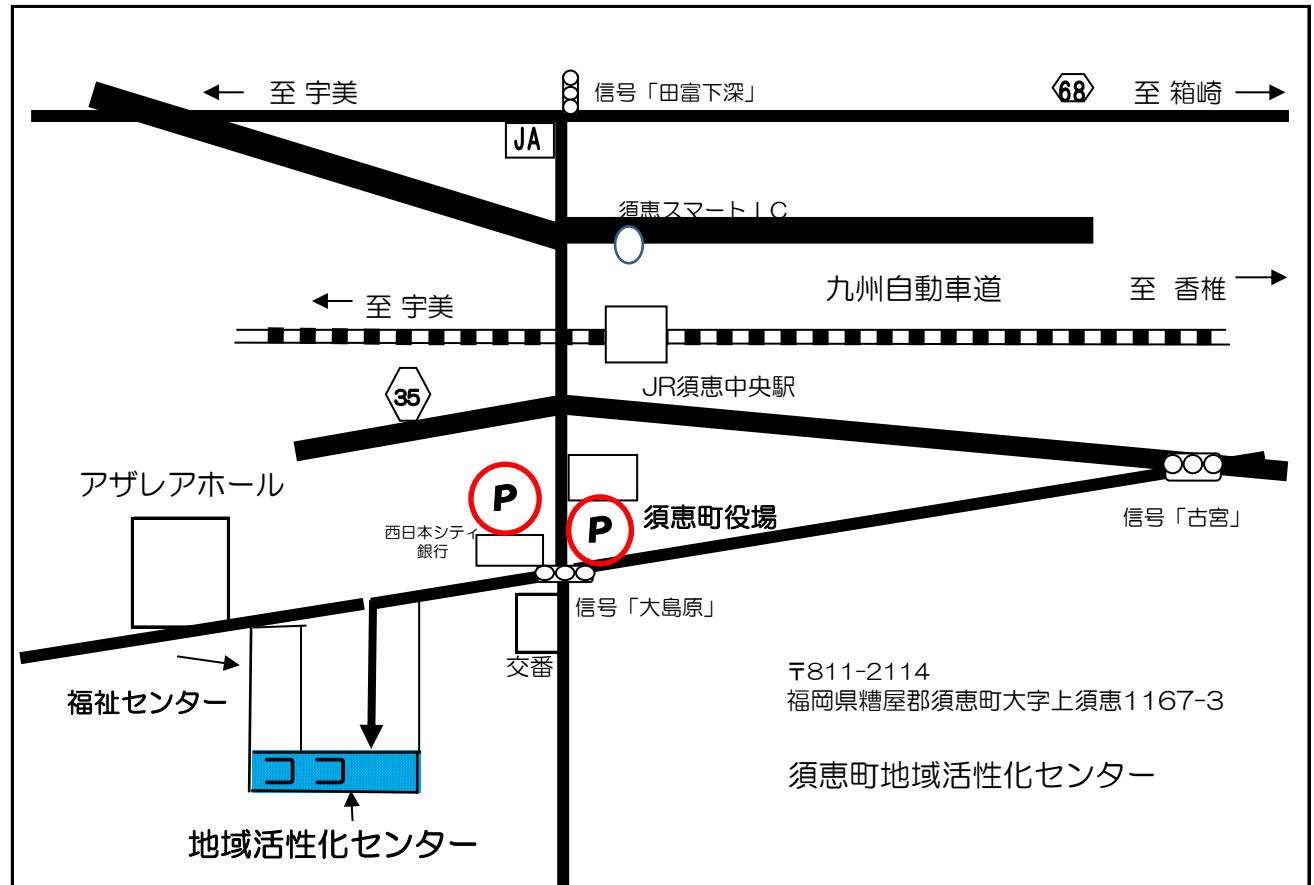 至 宇美
信号「田富下深」
68
至 箱崎
JA
須恵スマートIC
九州自動車道
至 香椎
至 宇美
JR須恵中央駅
35
アザレアホール
P
西日本シティ
銀行
P
須恵町役場
信号「古宮」
信号「大島原」
交番
福祉センター
〒811-2114
福岡県糟屋郡須恵町大字上須恵1167-3
ココ
須恵町地域活性化センター
地域活性化センター